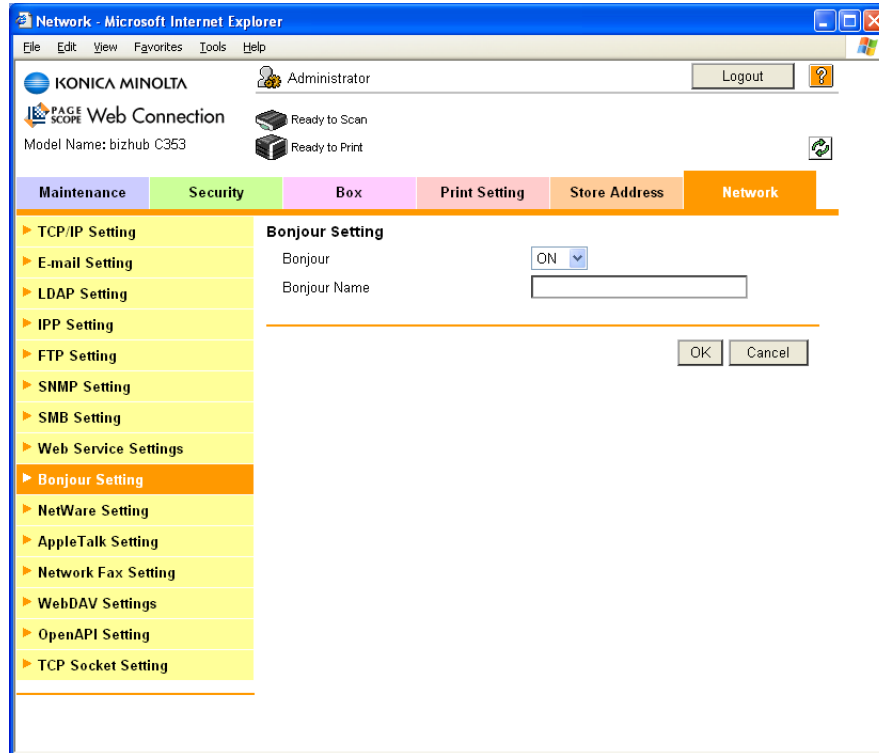 Network - Microsoft Internet Explorer
File Edit View Favorites Tools Help
KONICA MINOLTA
Administrator
Logout
?
PAGE SCOPE Web Connection
Ready to Scan
Model Name: bizhub C353
Ready to Print
Maintenance Security Box Print Setting Store Address Network
TCP/IP Setting
E-mail Setting
LDAP Setting
IPP Setting
FTP Setting
SNMP Setting
SMB Setting
Web Service Settings
Bonjour Setting
NetWare Setting
AppleTalk Setting
Network Fax Setting
WebDAV Settings
OpenAPI Setting
TCP Socket Setting
Bonjour Setting
Bonjour ON
Bonjour Name
OK Cancel